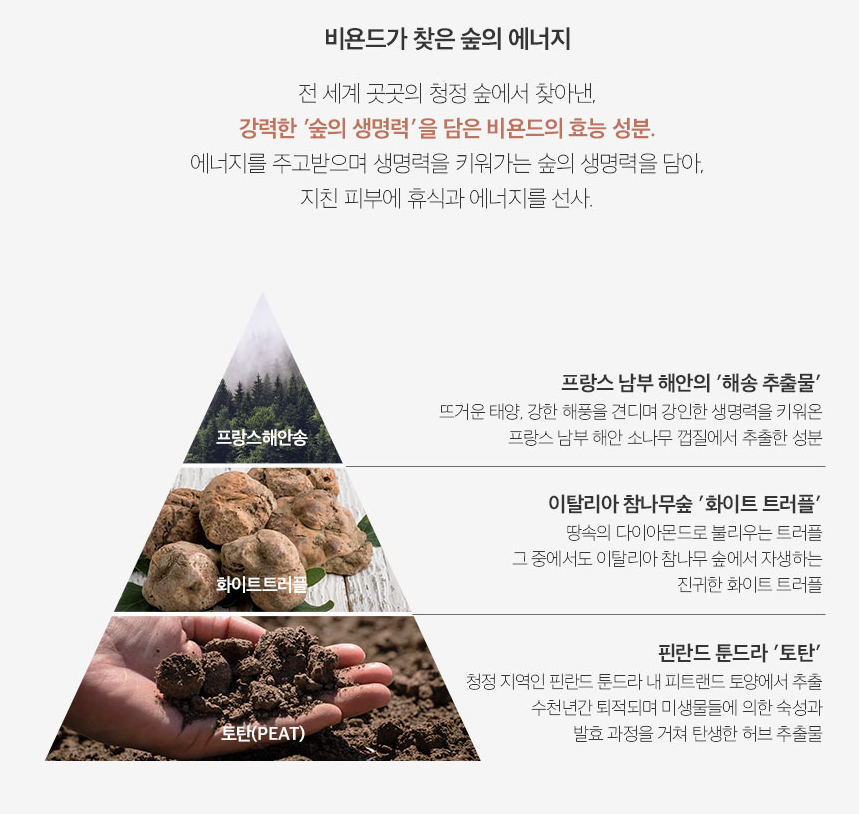 비욘드가 찾은 숲의 에너지
전 세계 곳곳의 청정 숲에서 찾아낸,
강력한 '숲의 생명력'을 담은 비욘드의 효능 성분.
에너지를 주고받으며 생명력을 키워가는 숲의 생명력을 담아,
지친 피부에 휴식과 에너지를 선사.
프랑스해안송
프랑스 남부 해안의 '해송 추출물'
뜨거운 태양, 강한 해풍을 견디며 강인한 생명력을 키워온
프랑스 남부 해안 소나무 껍질에서 추출한 성분
화이트트러플
이탈리아 참나무숲 '화이트 트러플'
땅속의 다이아몬드로 불리우는 트러플
그 중에서도 이탈리아 참나무 숲에서 자생하는
진귀한 화이트 트러플
토탄(PEAT)
핀란드 툰드라 '토탄'
청정 지역인 핀란드 툰드라 내 피트랜드 토양에서 추출
수천년간 퇴적되며 미생물들에 의한 숙성과
발효 과정을 거쳐 탄생한 허브 추출물